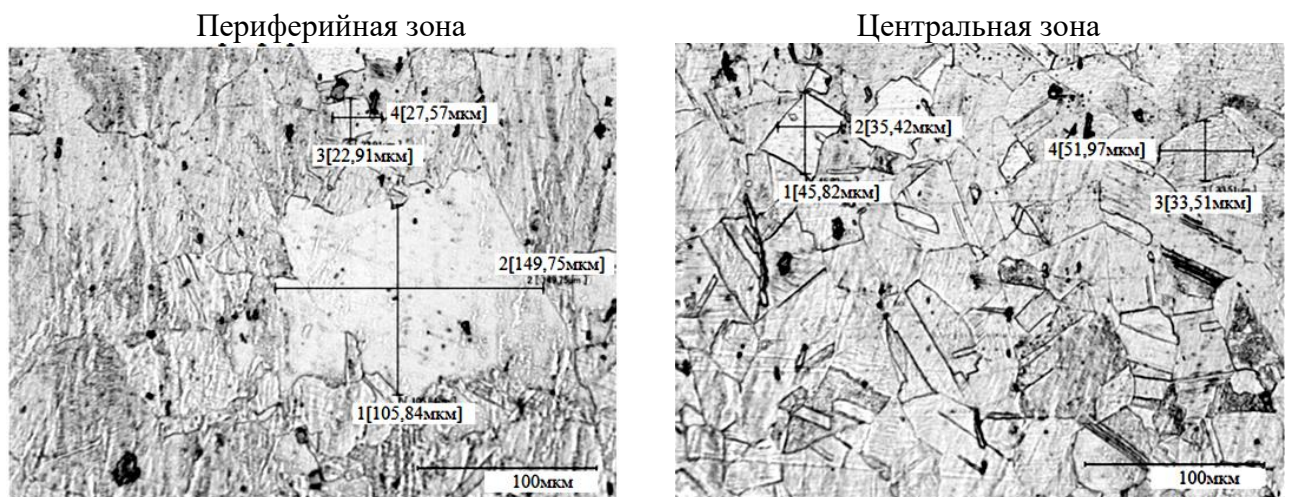 Периферийная зона
4[27,57мкм]
3[22,91мкм]
2[149,75мкм]
1[105,84мкм]
100мкм
Центральная зона
2[35,42мкм]
4[51,97мкм]
1[45,82мкм]
3[33,51мкм]
100мкм